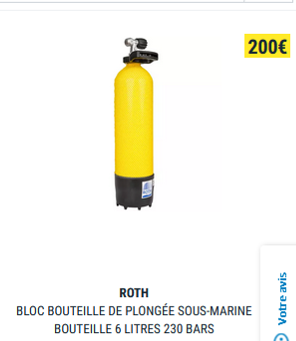 200€
ROTH
BLOC BOUTEILLE DE PLONGÉE SOUS-MARINE
BOUTEILLE 6 LITRES 230 BARS
Votre avis